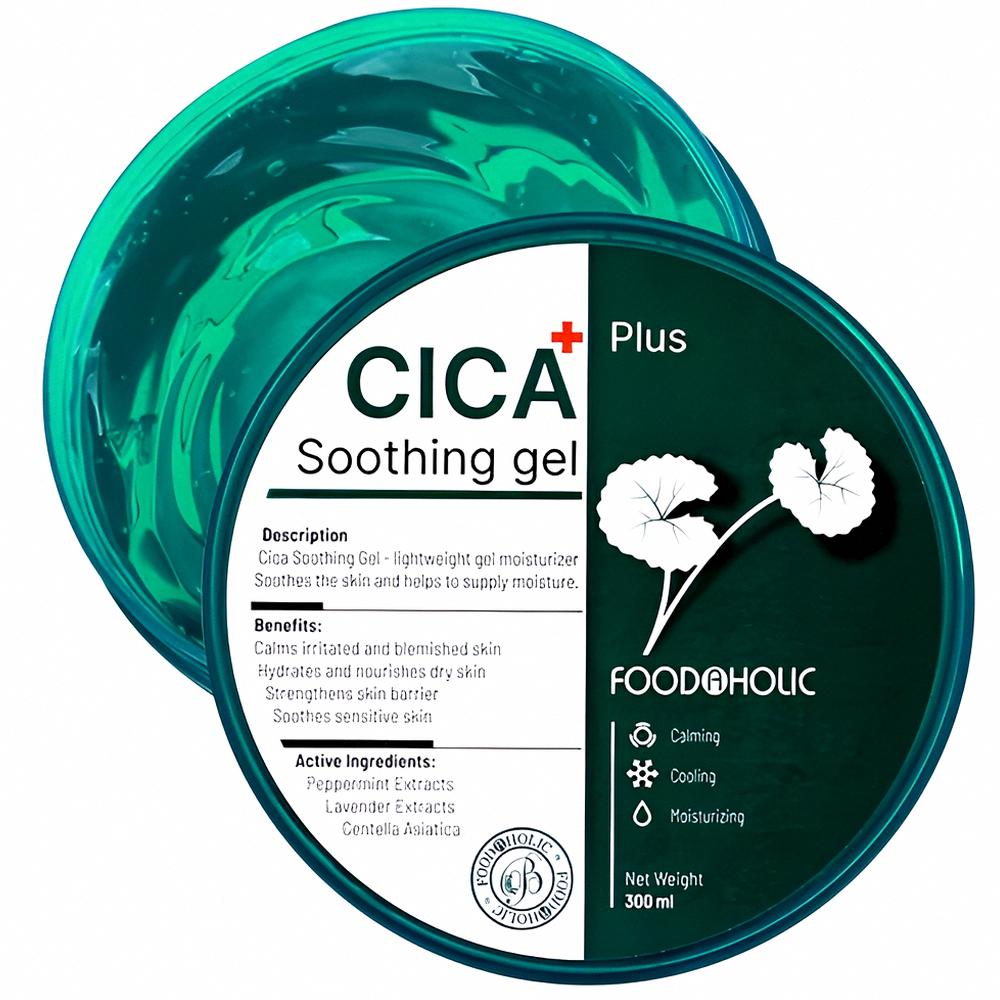 CICA
Plus
Soothing gel
Description
Cica Soothing Gel - lightweight gel moisturizer
Soothes the skin and helps to supply moisture.
Benefits:
Calms irritated and blemished skin
Hydrates and nourishes dry skin
Strengthens skin barrier
Soothes sensitive skin
Active Ingredients:
Peppermint Extracts
Lavender Extracts
Centella Asiatica
FOODAHOLIC
FOODAHOLIC
FOODAHOLIC
Calming
Cooling
Moisturizing
Net Weight
300 ml